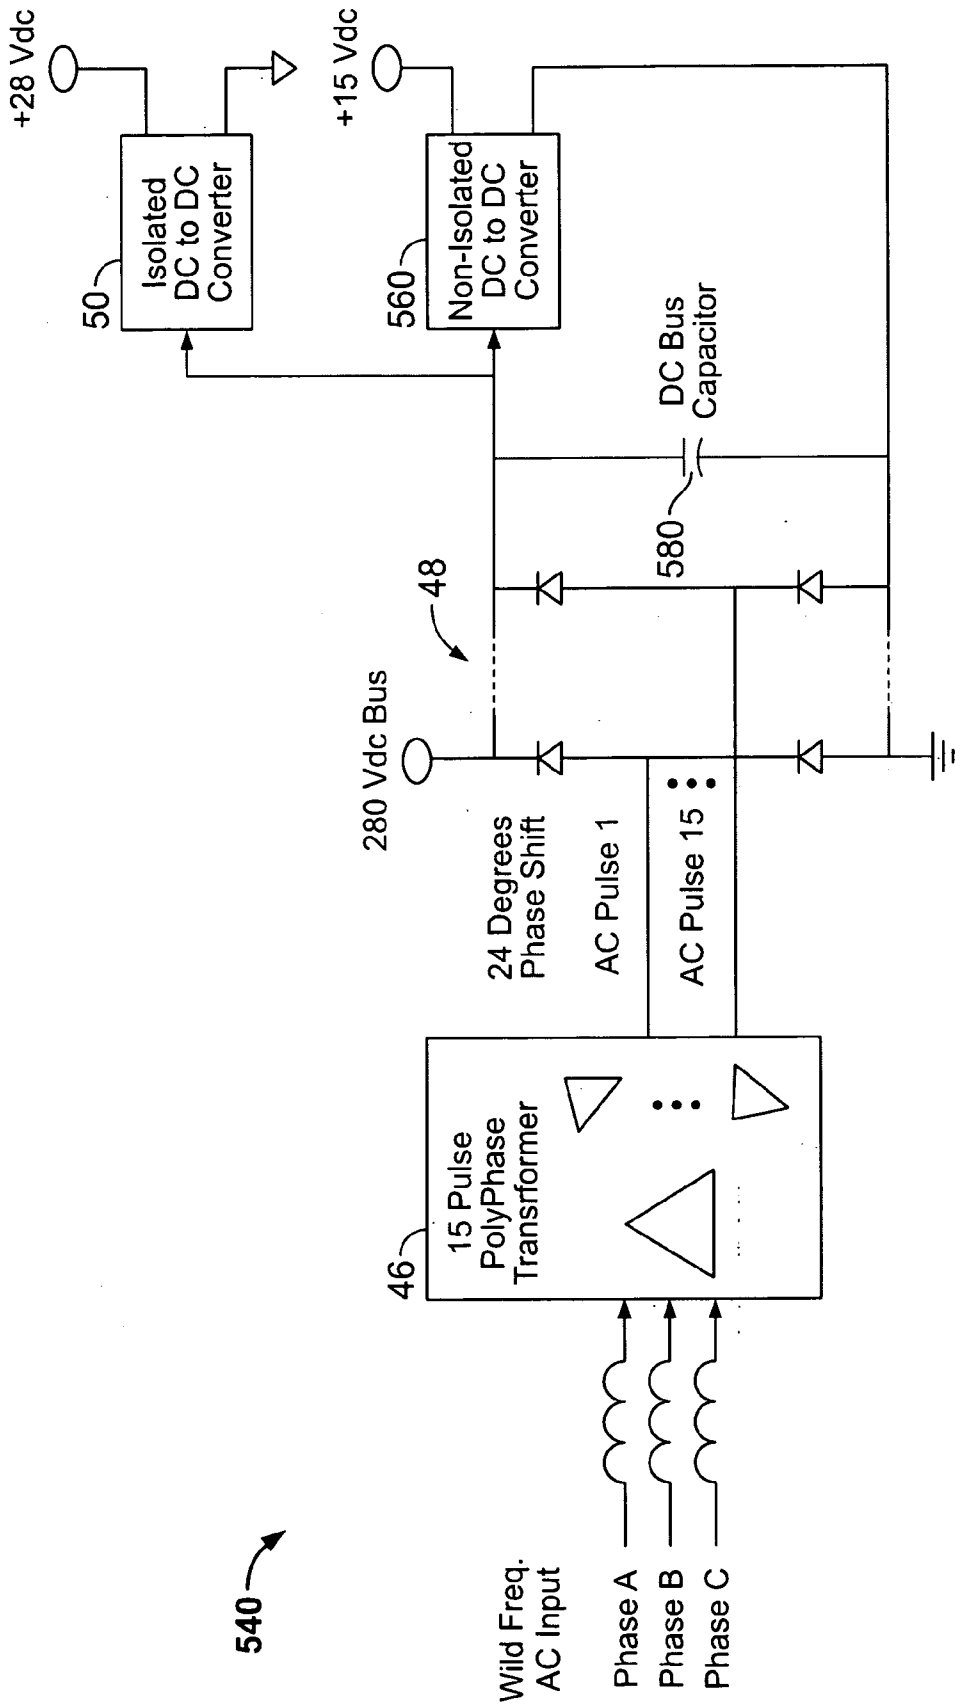 540
Wild Freq.
AC Input
Phase A
Phase B
Phase C
46
15 Pulse
PolyPhase
Transrformer
24 Degrees
Phase Shift
AC Pulse 1
AC Pulse 15
280 Vdc Bus
48
580
DC Bus
Capacitor
50
Isolated
DC to DC
Converter
+28 Vdc
560
Non-Isolated
DC to DC
Converter
+15 Vdc